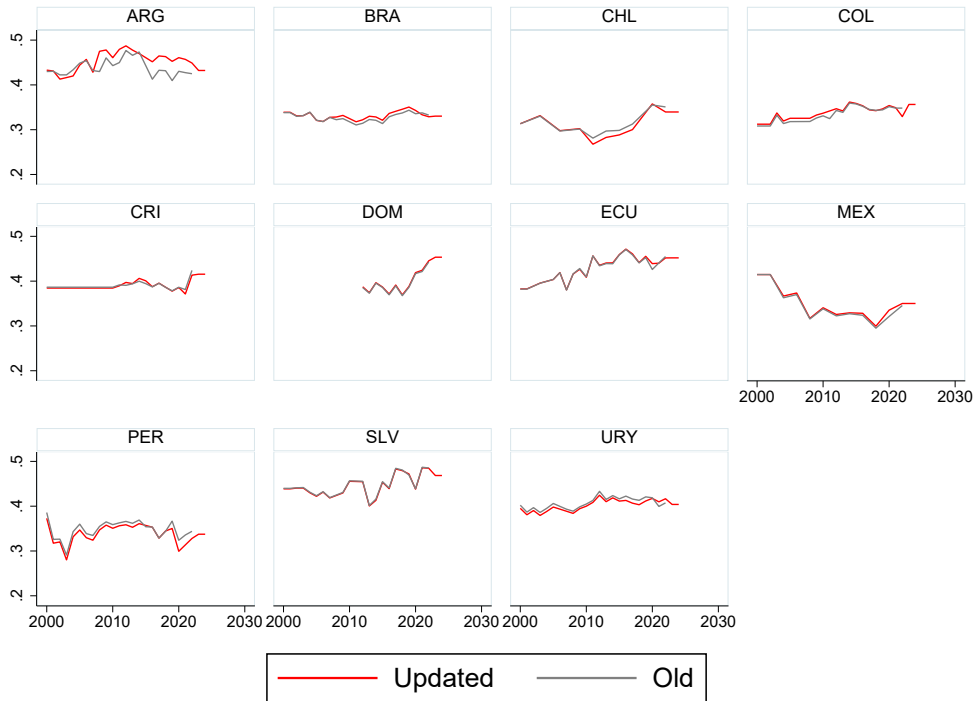 ARG BRA CHL COL
.5
.4
.3
.2
CRI DOM ECU MEX
.5
.4
.3
.2
2000 2010 2020 2030
PER SLV URY
.5
.4
.3
.2
2000 2010 2020 2030 2000 2010 2020 2030 2000 2010 2020 2030
Updated Old